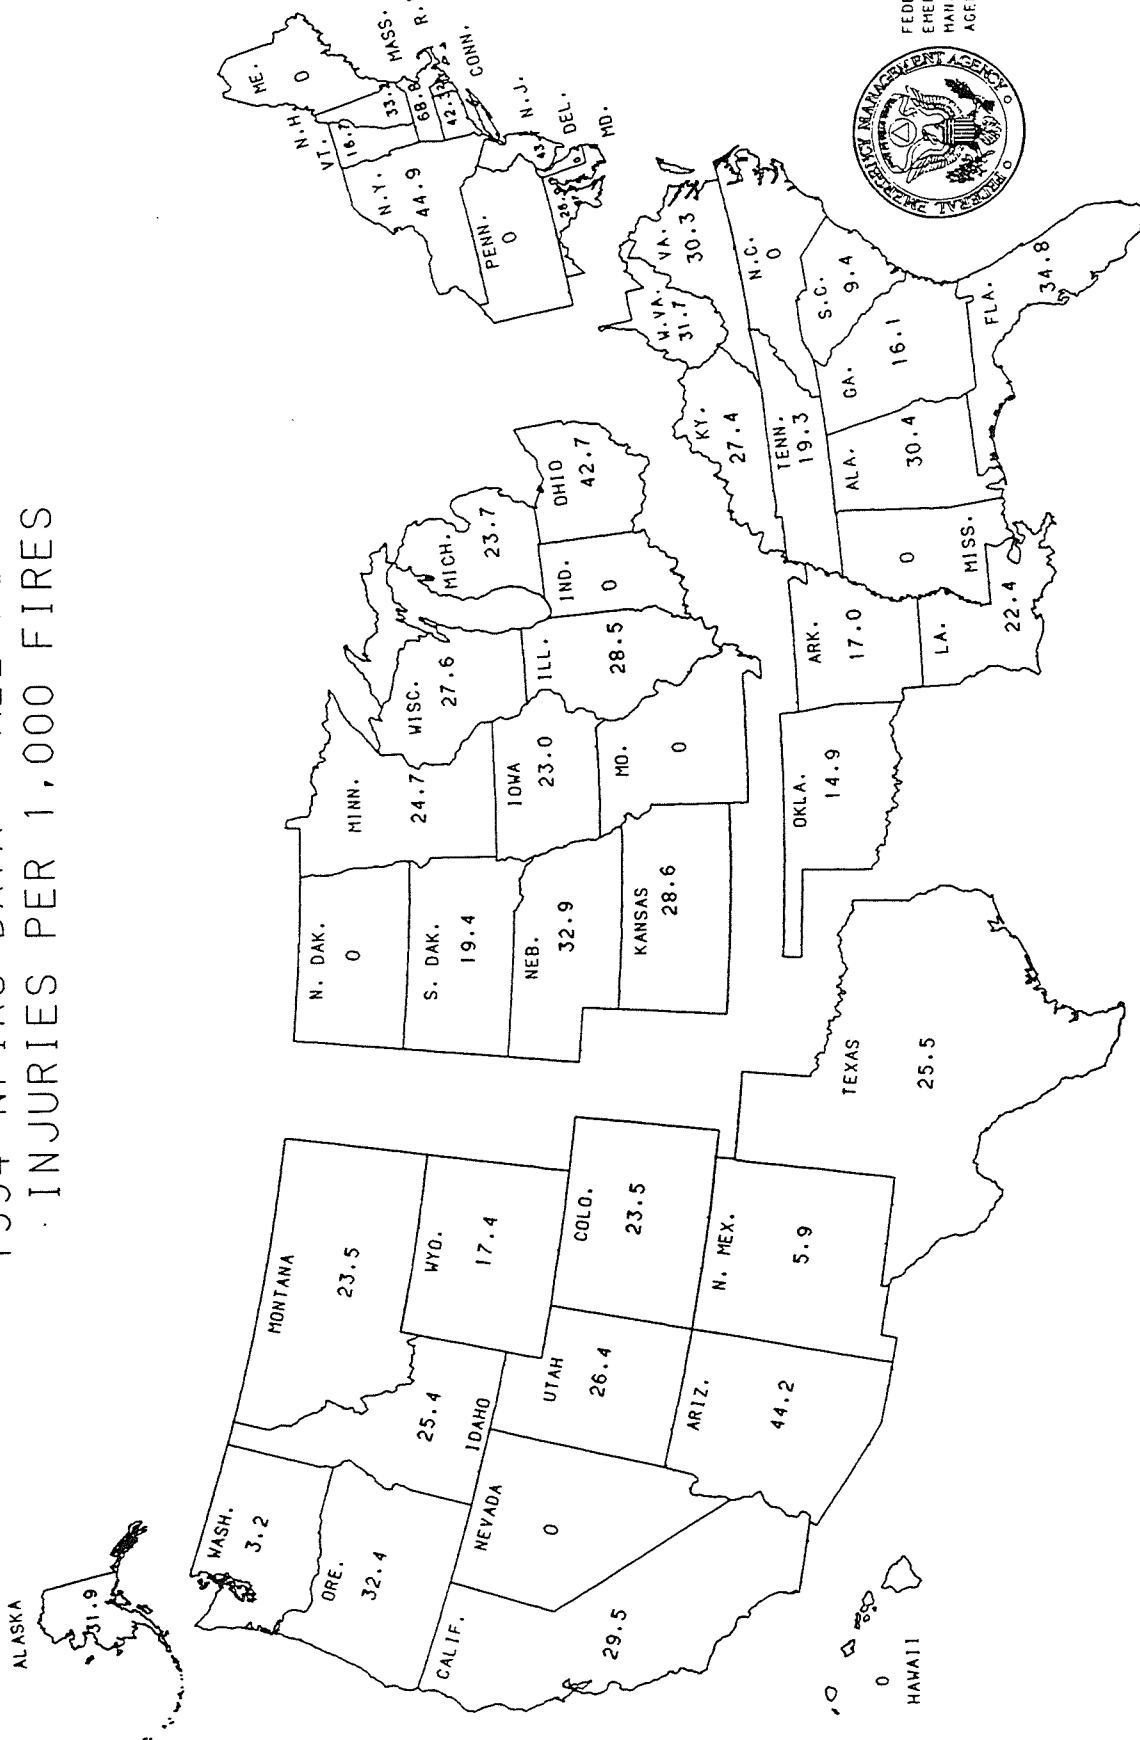 INJURIES PER 1,000 FIRES
ALASKA
31.9
WASH.
3.2
ORE.
32.4
CALIF.
29.5
NEVADA
0
IDAHO
25.4
MONTANA
23.5
WYO.
17.4
UTAH
26.4
COLO.
23.5
ARIZ.
44.2
N. MEX.
5.9
HAWAII
0
N. DAK.
0
S. DAK.
19.4
NEB.
32.9
KANSAS
28.6
MINN.
24.7
IOWA
23.0
MO.
0
WISC.
27.6
ILL.
28.5
MICH.
23.7
IND.
0
OHIO
42.7
TEXAS
25.5
OKLA.
14.9
ARK.
17.0
LA.
22.4
MISS.
0
ALA.
30.4
TENN.
19.3
KY.
27.4
GA.
16.1
FLA.
34.8
S.C.
9.4
N.C.
0
VA.
30.3
W.VA.
31.7
PENN.
0
N.Y.
44.9
VT.
16.7
N.H.
33.
ME.
0
MASS.
68.8
R.
CONN.
42.
N.J.
43
DEL.
0
MD.
FEDERAL EMERGENCY MANAGEMENT AGENCY